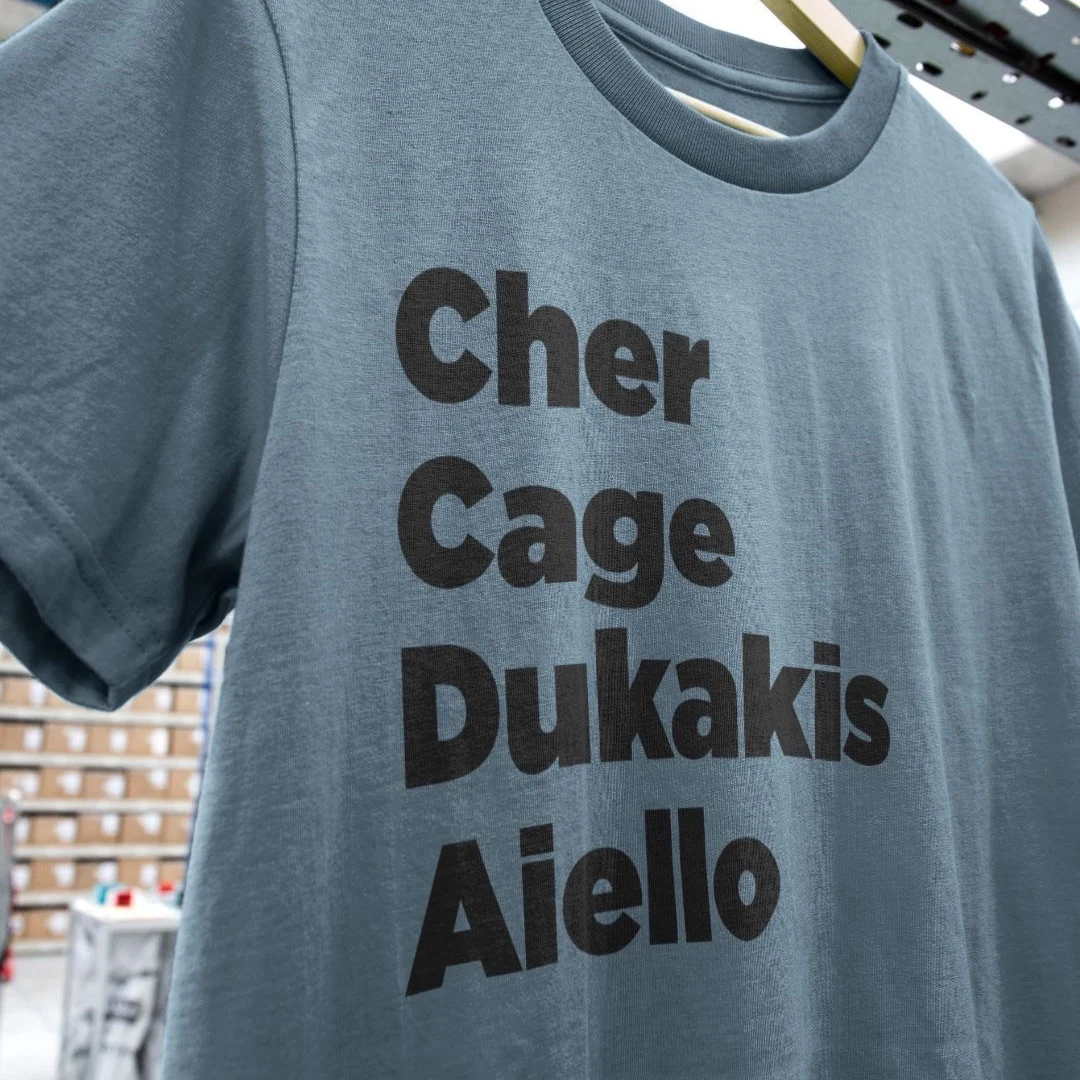 Cher
Cage
Dukakis
Aiello